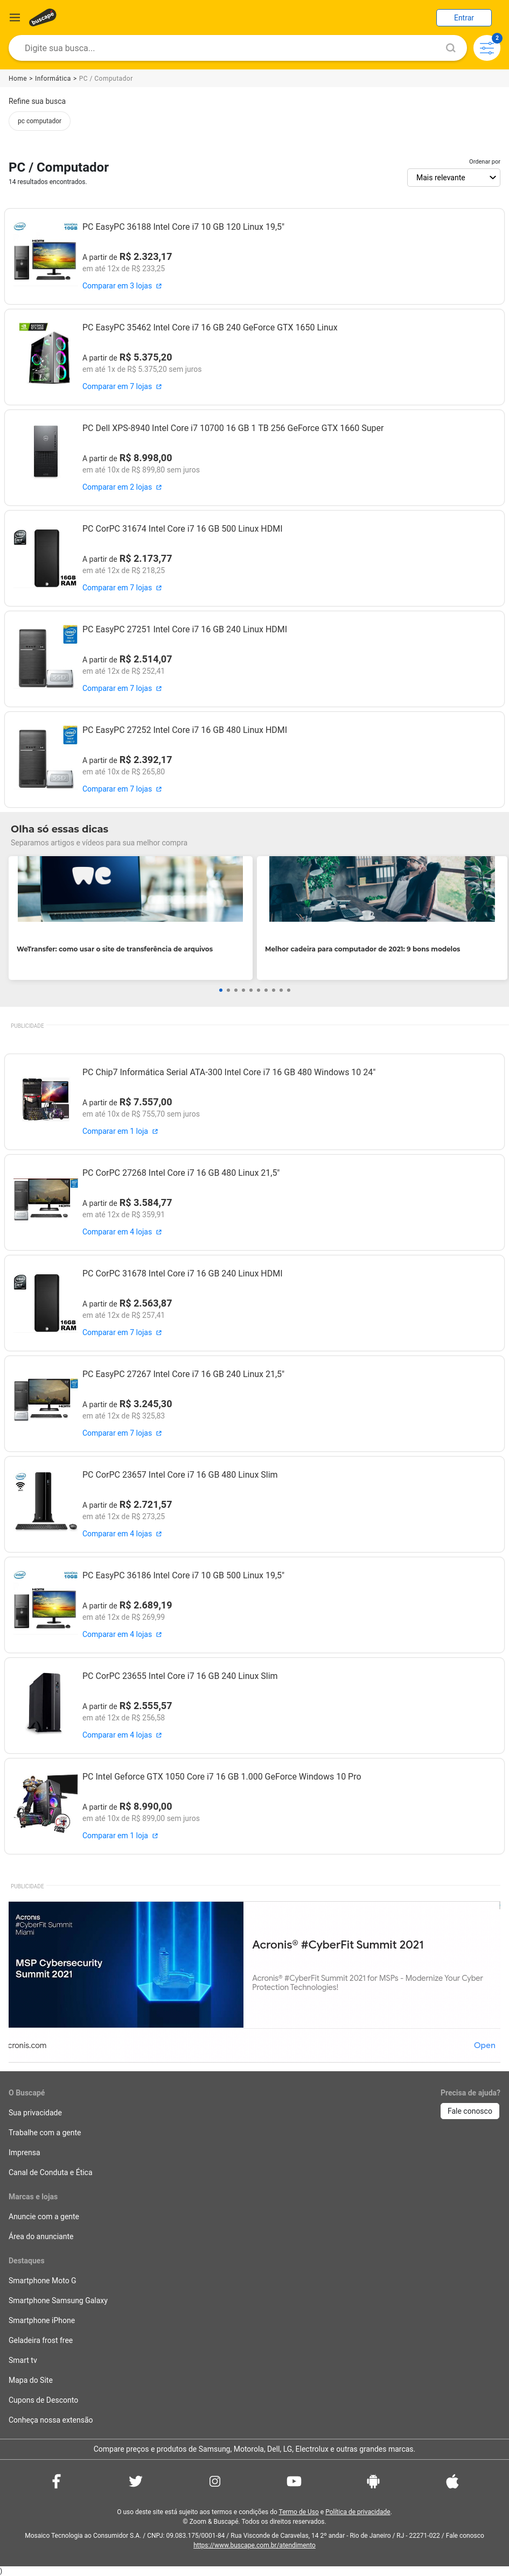 buscapé
Entrar
Digite sua busca...
2
Home > Informática > PC / Computador
Refine sua busca
pc computador
Ordenar por
PC / Computador
14 resultados encontrados.
Mais relevante
PC EasyPC 36188 Intel Core i7 10 GB 120 Linux 19,5"
A partir de R$ 2.323,17
em até 12x de R$ 233,25
Comparar em 3 lojas
PC EasyPC 35462 Intel Core i7 16 GB 240 GeForce GTX 1650 Linux
A partir de R$ 5.375,20
em até 1x de R$ 5.375,20 sem juros
Comparar em 7 lojas
PC Dell XPS-8940 Intel Core i7 10700 16 GB 1 TB 256 GeForce GTX 1660 Super
A partir de R$ 8.998,00
em até 10x de R$ 899,80 sem juros
Comparar em 2 lojas
PC CorPC 31674 Intel Core i7 16 GB 500 Linux HDMI
A partir de R$ 2.173,77
em até 12x de R$ 218,25
Comparar em 7 lojas
16GB
RAM
PC EasyPC 27251 Intel Core i7 16 GB 240 Linux HDMI
A partir de R$ 2.514,07
em até 12x de R$ 252,41
Comparar em 7 lojas
PC EasyPC 27252 Intel Core i7 16 GB 480 Linux HDMI
A partir de R$ 2.392,17
em até 10x de R$ 265,80
Comparar em 7 lojas
Olha só essas dicas
Separamos artigos e vídeos para sua melhor compra
WeTransfer: como usar o site de transferência de arquivos
Melhor cadeira para computador de 2021: 9 bons modelos
PUBLICIDADE
PC Chip7 Informática Serial ATA-300 Intel Core i7 16 GB 480 Windows 10 24"
A partir de R$ 7.557,00
em até 10x de R$ 755,70 sem juros
Comparar em 1 loja
PC CorPC 27268 Intel Core i7 16 GB 480 Linux 21,5"
A partir de R$ 3.584,77
em até 12x de R$ 359,91
Comparar em 4 lojas
PC CorPC 31678 Intel Core i7 16 GB 240 Linux HDMI
A partir de R$ 2.563,87
em até 12x de R$ 257,41
Comparar em 7 lojas
16GB
RAM
PC EasyPC 27267 Intel Core i7 16 GB 240 Linux 21,5"
A partir de R$ 3.245,30
em até 12x de R$ 325,83
Comparar em 7 lojas
PC CorPC 23657 Intel Core i7 16 GB 480 Linux Slim
A partir de R$ 2.721,57
em até 12x de R$ 273,25
Comparar em 4 lojas
PC EasyPC 36186 Intel Core i7 10 GB 500 Linux 19,5"
A partir de R$ 2.689,19
em até 12x de R$ 269,99
Comparar em 4 lojas
PC CorPC 23655 Intel Core i7 16 GB 240 Linux Slim
A partir de R$ 2.555,57
em até 12x de R$ 256,58
Comparar em 4 lojas
PC Intel Geforce GTX 1050 Core i7 16 GB 1.000 GeForce Windows 10 Pro
A partir de R$ 8.990,00
em até 10x de R$ 899,00 sem juros
Comparar em 1 loja
PUBLICIDADE
Acronis
#CyberFit Summit
Miami
MSP Cybersecurity
Summit 2021
Acronis® #CyberFit Summit 2021
Acronis® #CyberFit Summit 2021 for MSPs - Modernize Your Cyber
Protection Technologies!
cronis.com
Open
O Buscapé
Precisa de ajuda?
Sua privacidade
Fale conosco
Trabalhe com a gente
Imprensa
Canal de Conduta e Ética
Marcas e lojas
Anuncie com a gente
Área do anunciante
Destaques
Smartphone Moto G
Smartphone Samsung Galaxy
Smartphone iPhone
Geladeira frost free
Smart tv
Mapa do Site
Cupons de Desconto
Conheça nossa extensão
Compare preços e produtos de Samsung, Motorola, Dell, LG, Electrolux e outras grandes marcas.
O uso deste site está sujeito aos termos e condições do Termo de Uso e Política de privacidade.
© Zoom & Buscapé. Todos os direitos reservados.
Mosaico Tecnologia ao Consumidor S.A. / CNPJ: 09.083.175/0001-84 / Rua Visconde de Caravelas, 14 2º andar - Rio de Janeiro / RJ - 22271-022 / Fale conosco
https://www.buscape.com.br/atendimento
)